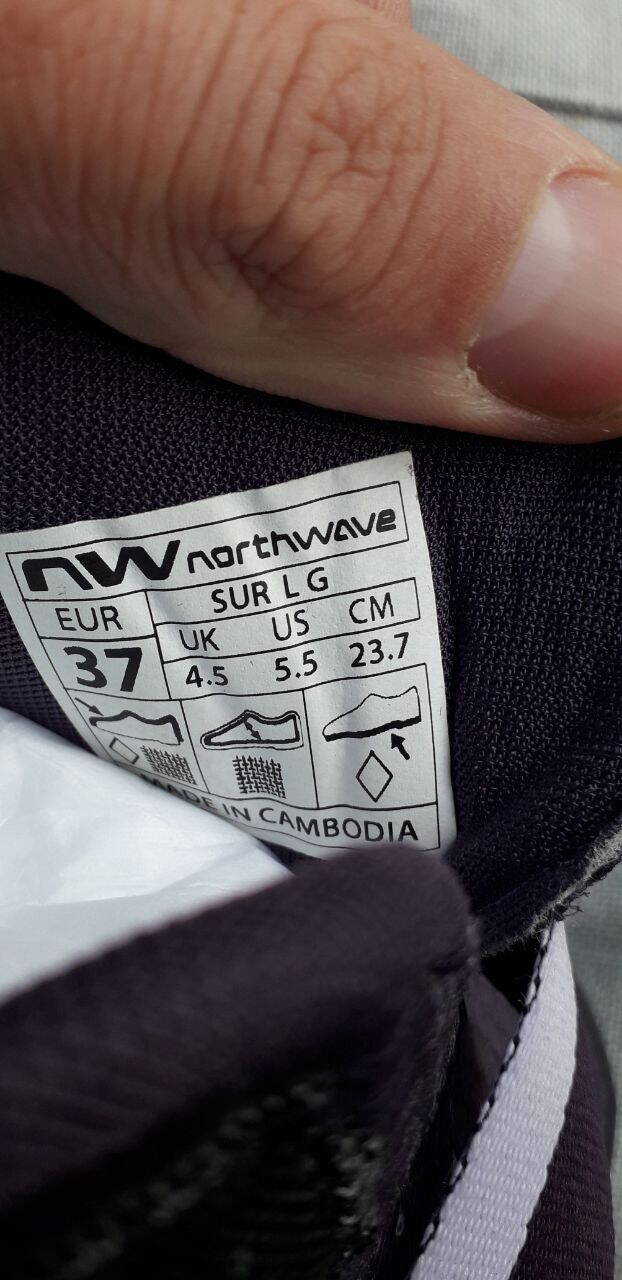 nw northwave
SUR L G
EUR UK US CM
37 4.5 5.5 23.7
MADE IN CAMBODIA